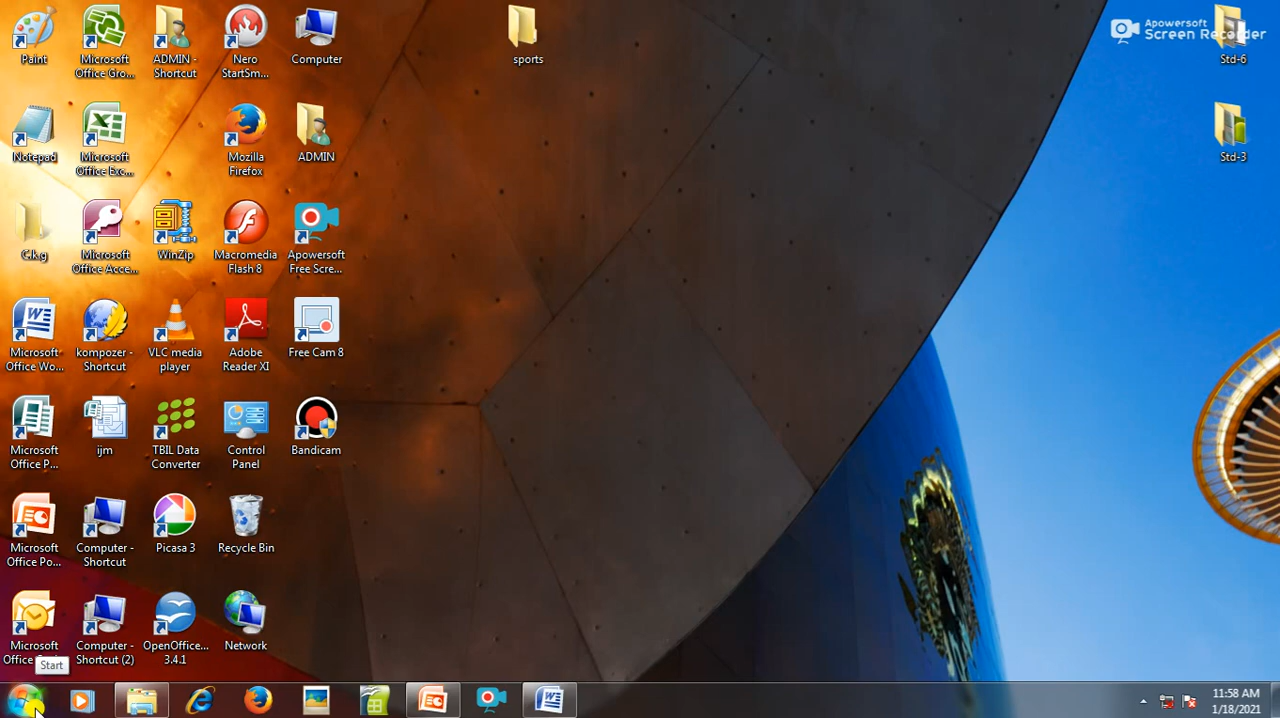 Paint
Microsoft
Office Gro...
ADMIN -
Shortcut
Nero
StartSm...
Computer
sports
Apowersoft
Screen Recorder
Std-6
Notepad
Microsoft
Office Exc...
Mozilla
Firefox
ADMIN
Std-3
C.k.g
Microsoft
Office Acce...
WinZip
Macromedia
Flash 8
Apowersoft
Free Scre...
Microsoft
Office Wo...
kompozer -
Shortcut
VLC media
player
Adobe
Reader XI
Free Cam 8
Microsoft
Office P...
ijm
TBIL Data
Converter
Control
Panel
Bandicam
Microsoft
Office Po...
Computer -
Shortcut
Picasa 3
Recycle Bin
Microsoft
Office
Computer -
Shortcut (2)
OpenOffice...
3.4.1
Network
Start
11:58 AM
1/18/2021